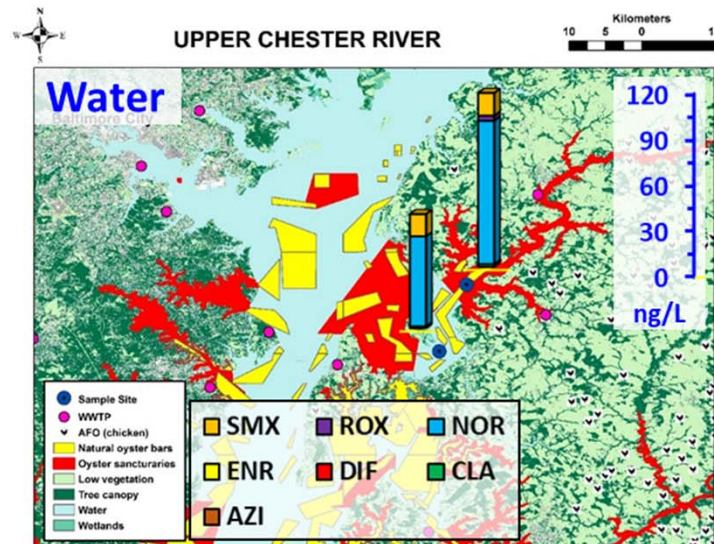 N
W E
S
UPPER CHESTER RIVER
Kilometers
10 5 0
Water
Baltimore City
120
90
60
30
0
ng/L
Sample Site
WWTP
AFO (chicken)
Natural oyster bars
Oyster sancturaries
Low vegetation
Tree canopy
Water
Wetlands
SMX ROX NOR
ENR DIF CLA
AZI